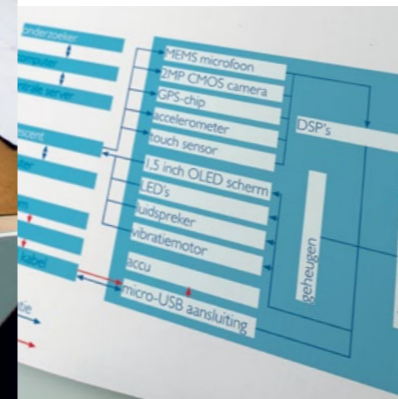 onderzoeker
computer
centrale server
MEMS microfoon
2MP CMOS camera
GPS-chip
accelerometer
touch sensor
1,5 inch OLED scherm
LED's
luidspreker
vibratiemotor
accu
micro-USB aansluiting
DSP's
geheugen
kabel